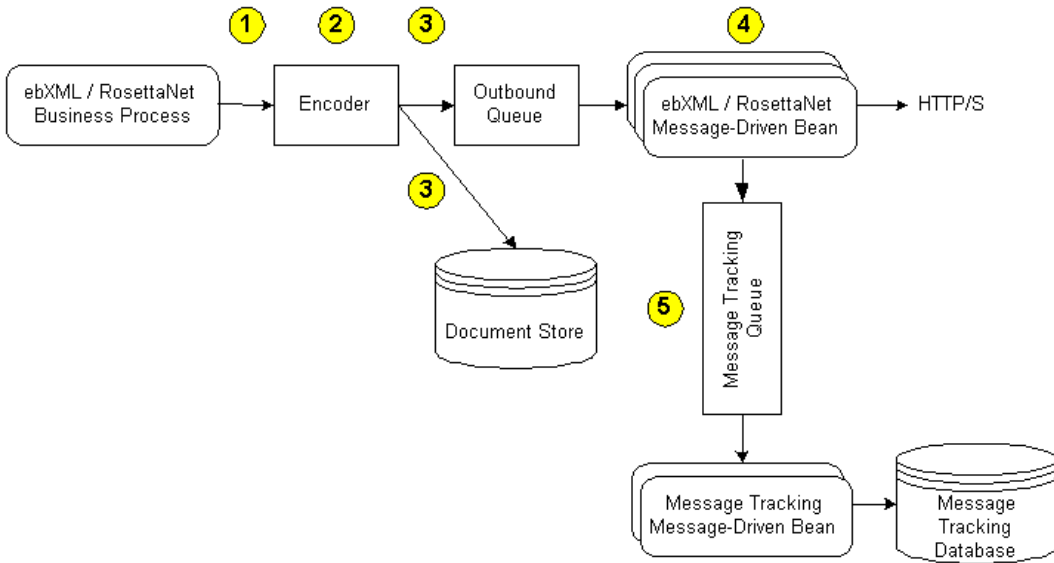 1
2
3
4
ebXML / RosettaNet
Business Process
Encoder
Outbound
Queue
ebXML / RosettaNet
Message-Driven Bean
HTTP/S
3
Document Store
5
Message Tracking
Queue
Message Tracking
Message-Driven Bean
Message
Tracking
Database